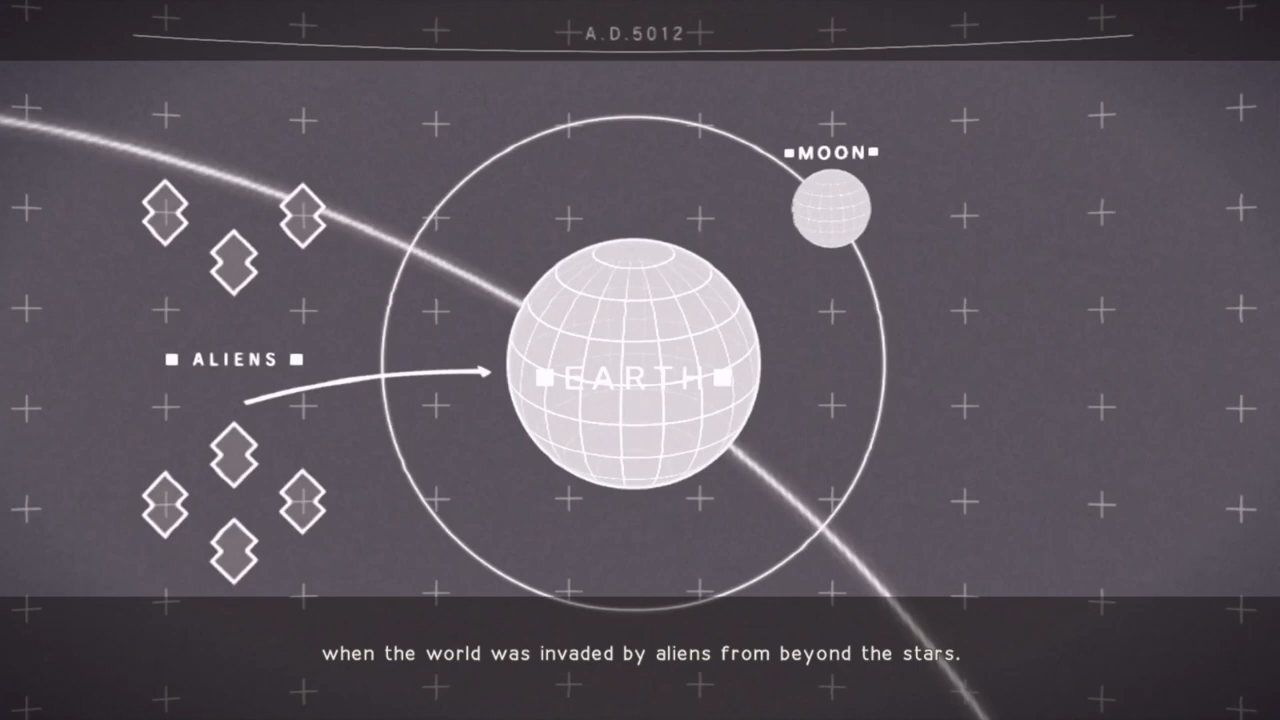 A.D.5012
MOON
ALIENS
EARTH
when the world was invaded by aliens from beyond the stars.